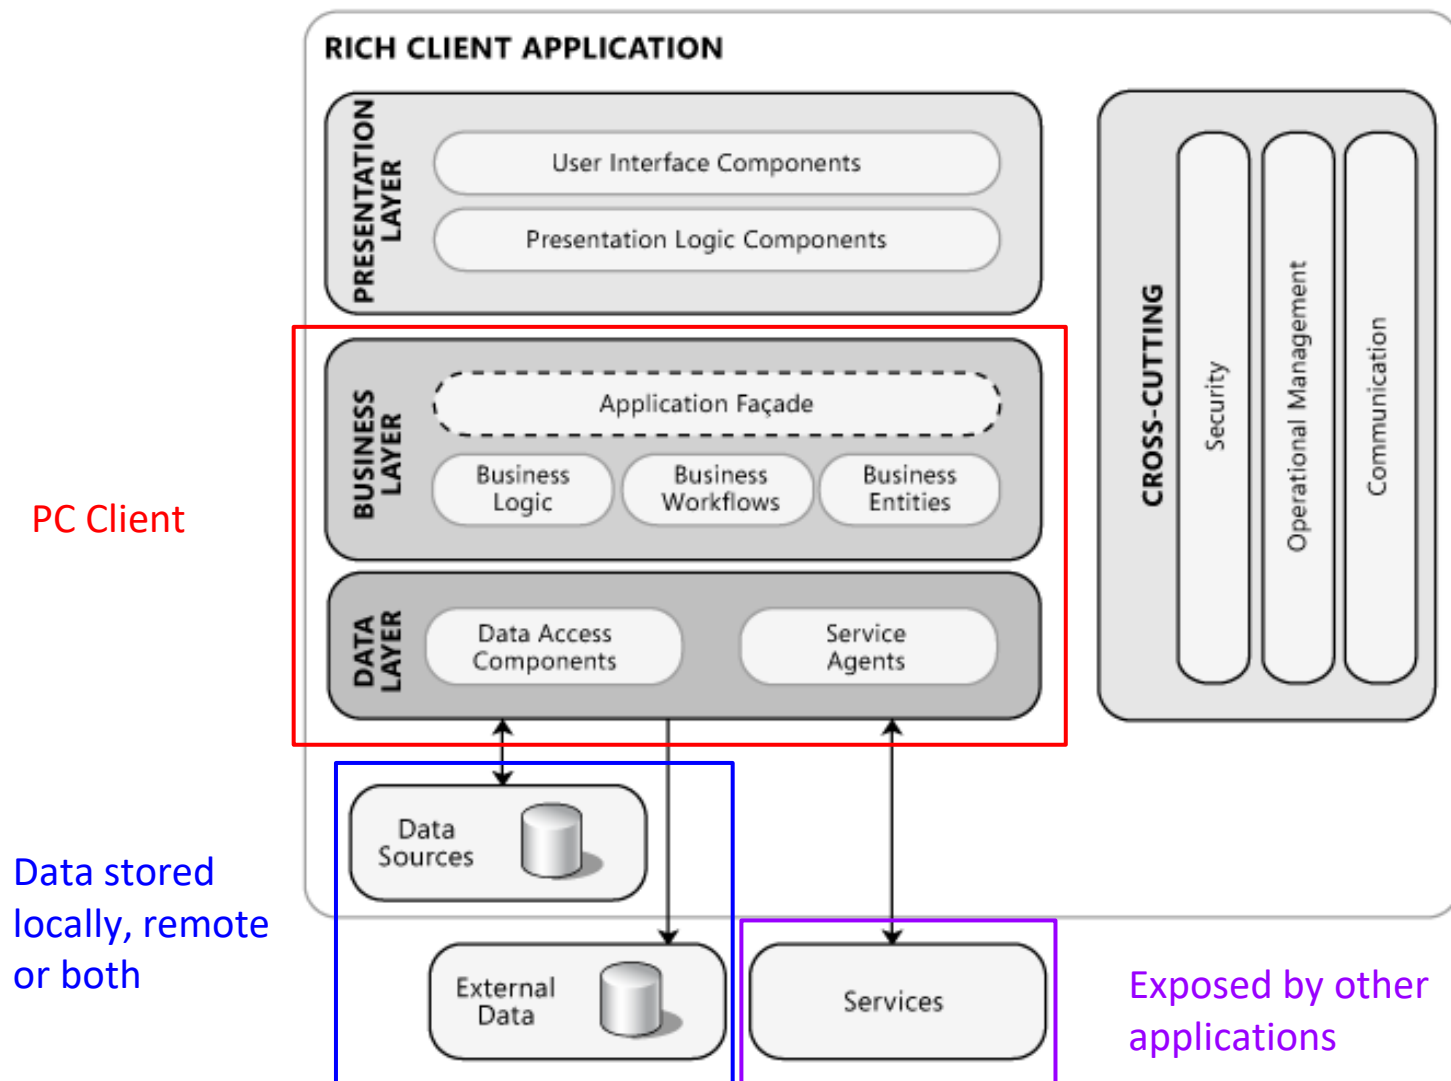 RICH CLIENT APPLICATION
PRESENTATION
LAYER
User Interface Components
Presentation Logic Components
BUSINESS
LAYER
Application Façade
Business
Logic
Business
Workflows
Business
Entities
DATA
LAYER
Data Access
Components
Service
Agents
CROSS-CUTTING
Security
Operational Management
Communication
PC Client
Data
Sources
Data stored
locally, remote
or both
External
Data
Services
Exposed by other
applications